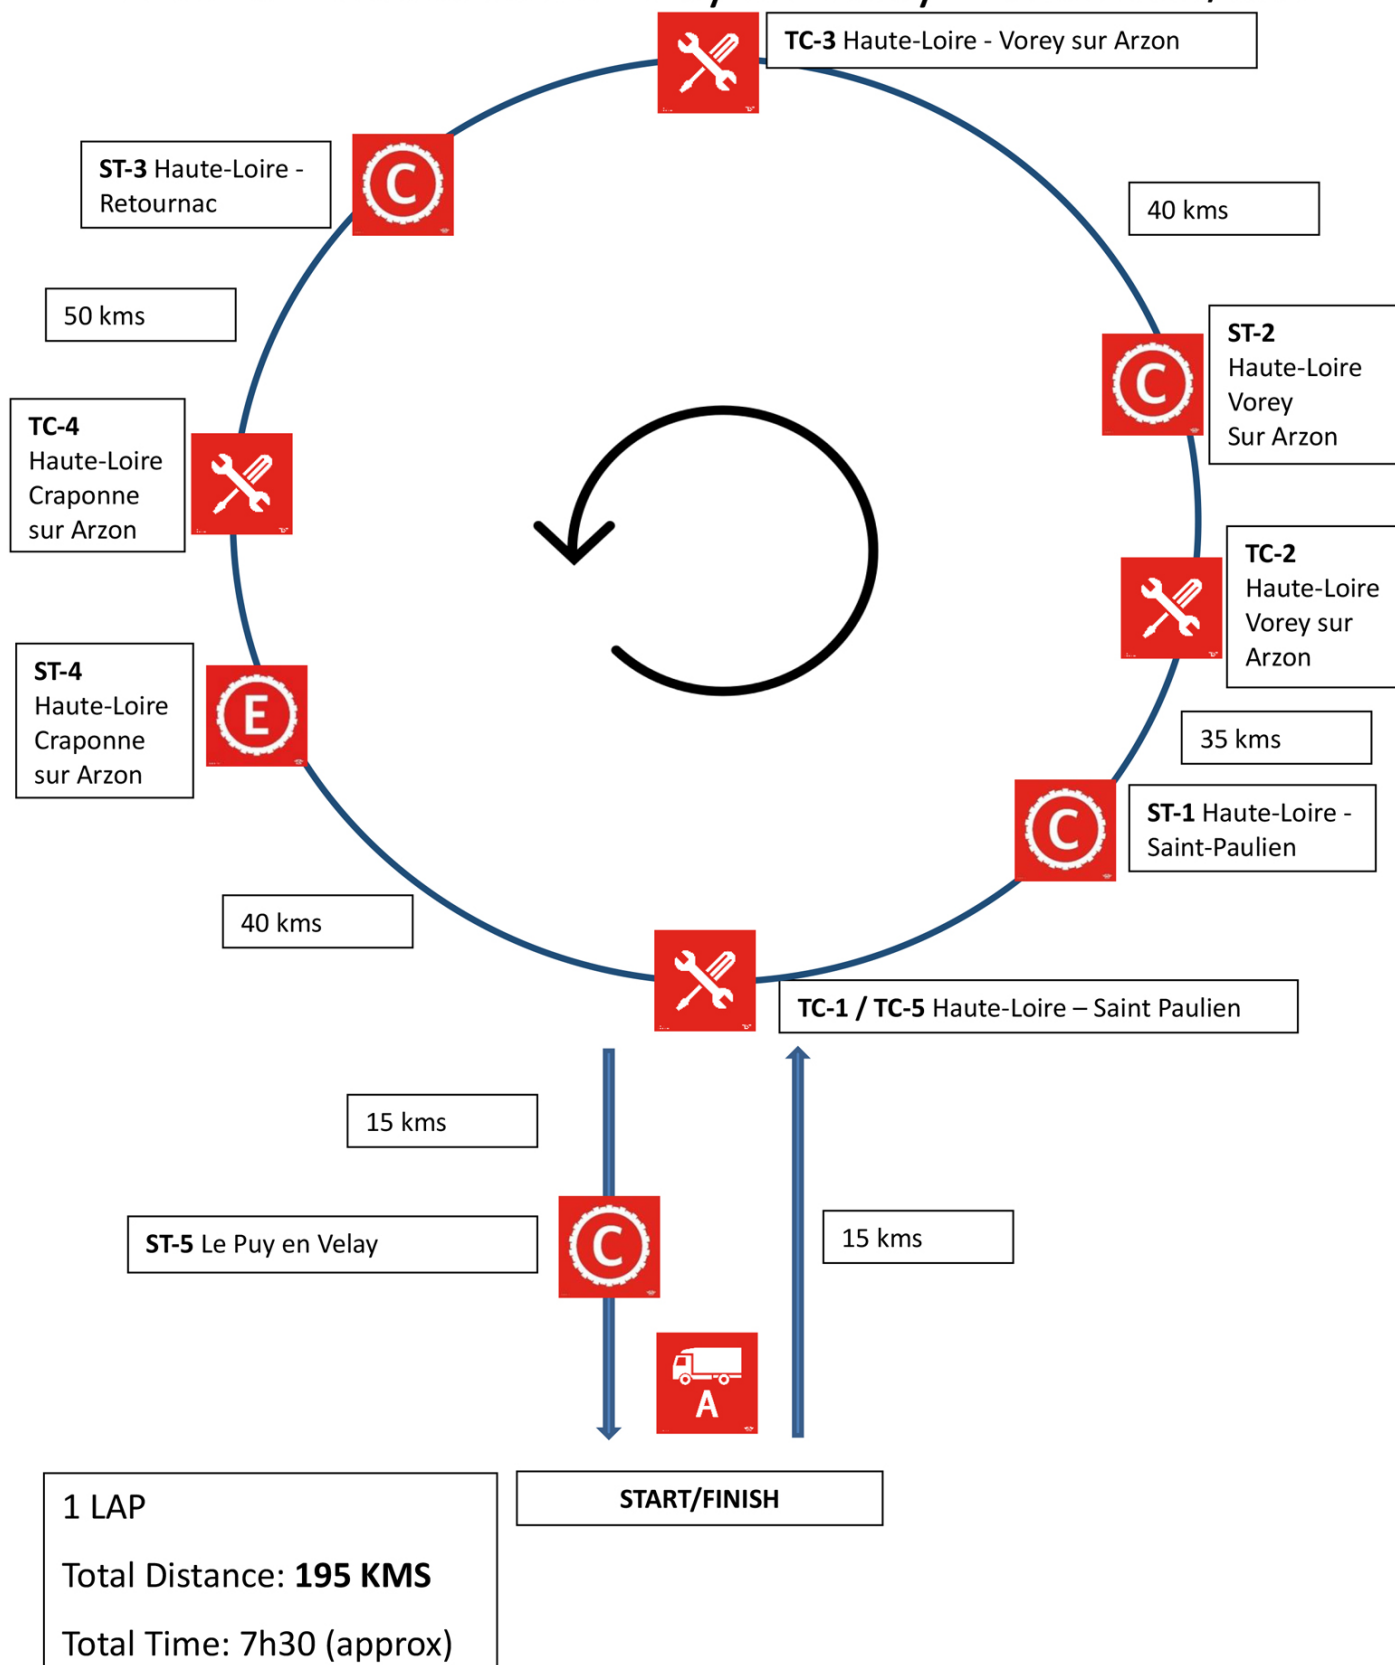 TC-3 Haute-Loire - Vorey sur Arzon
ST-3 Haute-Loire -
Retournac
40 kms
50 kms
ST-2
Haute-Loire
Vorey
Sur Arzon
TC-4
Haute-Loire
Craponne
sur Arzon
TC-2
Haute-Loire
Vorey sur
Arzon
ST-4
Haute-Loire
Craponne
sur Arzon
35 kms
ST-1 Haute-Loire -
Saint-Paulien
40 kms
TC-1 / TC-5 Haute-Loire – Saint Paulien
15 kms
ST-5 Le Puy en Velay
15 kms
C
C
C
E
C
A
START/FINISH
1 LAP
Total Distance: 195 KMS
Total Time: 7h30 (approx)